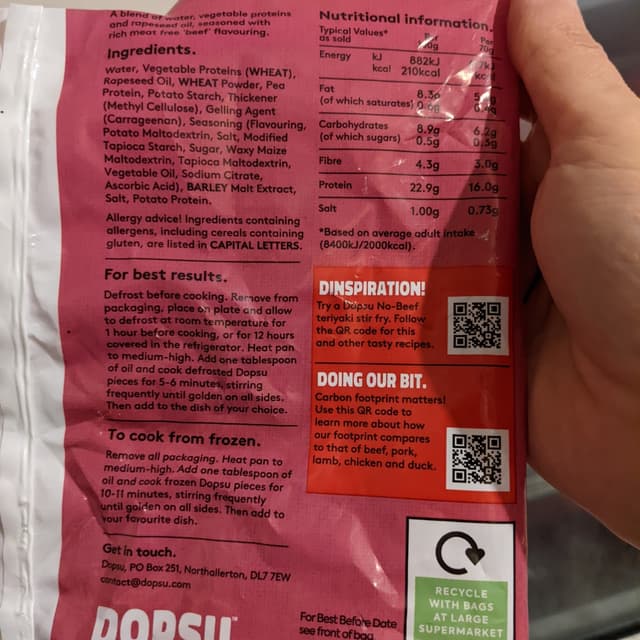 A blend of water, vegetable proteins
and rapeseed oil, seasoned with
rich meat free 'beef' flavouring.
Ingredients.
Water, Vegetable Proteins (WHEAT),
Rapeseed Oil, WHEAT Powder, Pea
Protein, Potato Starch, Thickener
(Methyl Cellulose), Gelling Agent
(Carrageenan), Seasoning (Flavouring,
Potato Maltodextrin, Salt, Modified
Tapioca Starch, Sugar, Waxy Maize
Maltodextrin, Tapioca Maltodextrin,
Vegetable Oil, Sodium Citrate,
Ascorbic Acid), BARLEY Malt Extract,
Salt, Potato Protein.
Allergy advice! Ingredients containing
allergens, including cereals containing
gluten, are listed in CAPITAL LETTERS.
For best results.
Defrost before cooking. Remove from
packaging, place on plate and allow
to defrost at room temperature for
1 hour before cooking, or for 12 hours
covered in the refrigerator. Heat pan
to medium-high. Add one tablespoon
of oil and cook defrosted Dopsu
pieces for 5-6 minutes, stirring
frequently until golden on all sides.
Then add to the dish of your choice.
To cook from frozen.
Remove all packaging. Heat pan to
medium-high. Add one tablespoon of
oil and cook frozen Dopsu pieces for
10-11 minutes, stirring frequently
until golden on all sides. Then add to
your favourite dish.
Get in touch.
Dopsu, PO Box 251, Northallerton, DL7 7EW
contact@dopsu.com
DOPSU™
Nutritional information.
Typical Values* Per Per
as sold 70g
Energy kJ 882kJ
kcal 210kcal kcal
Fat 8.3g
(of which saturates) 0.6g 0.4g
Carbohydrates 8.9g 6.2g
(of which sugars) 0.5g 0.3g
Fibre 4.3g 3.0g
Protein 22.9g 16.0g
Salt 1.00g 0.73g
*Based on average adult intake
(8400kJ/2000kcal).
DINSPIRATION!
Try a Dopsu No-Beef
teriyaki stir fry. Follow
the QR code for this
and other tasty recipes.
DOING OUR BIT.
Carbon footprint matters!
Use this QR code to
learn more about how
our footprint compares
to that of beef, pork,
lamb, chicken and duck.
For Best Before Date
see front of bag
RECYCLE
WITH BAGS
AT LARGE
SUPERMARKET